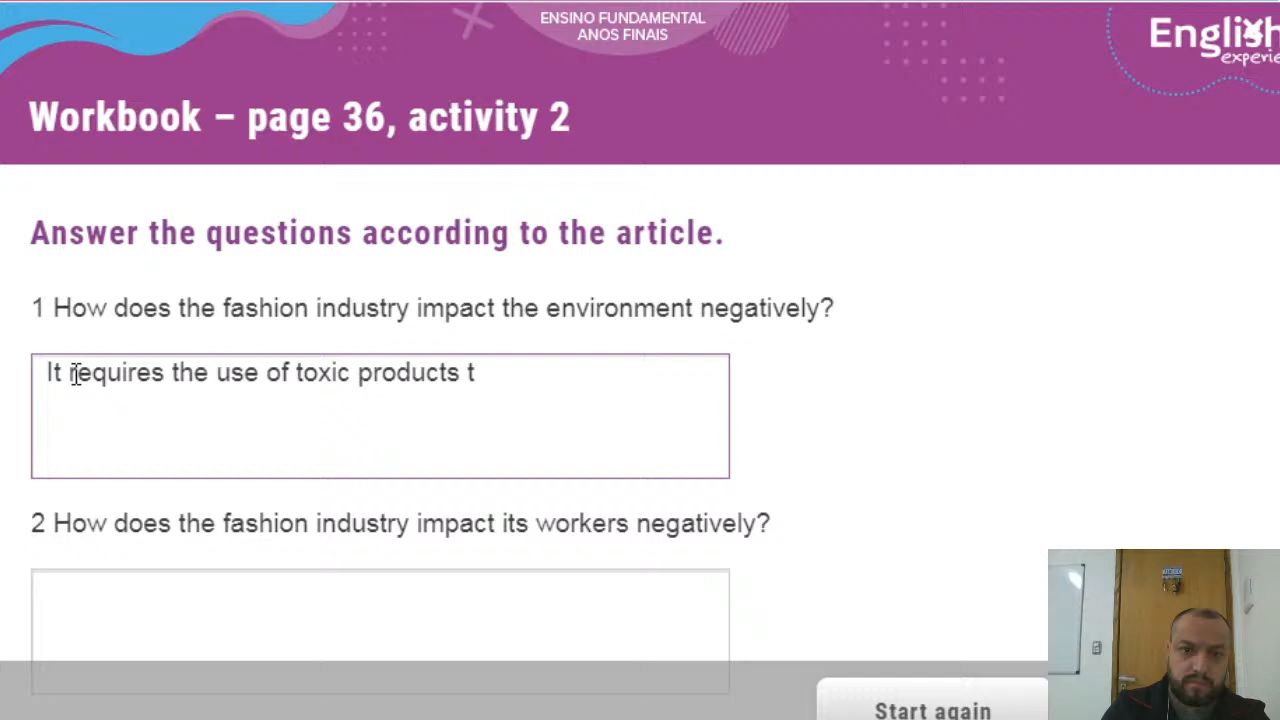 ENSINO FUNDAMENTAL
ANOS FINAIS
English
Workbook – page 36, activity 2
Answer the questions according to the article.
1 How does the fashion industry impact the environment negatively?
It requires the use of toxic products t
2 How does the fashion industry impact its workers negatively?
Start again